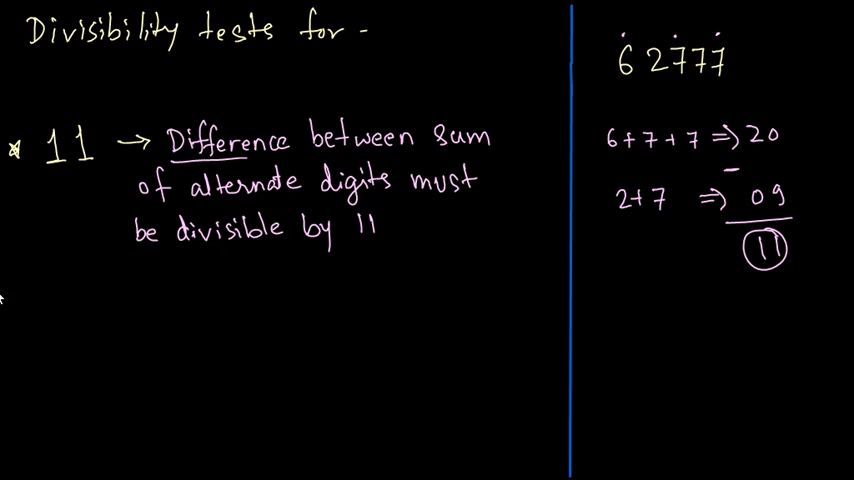 Divisibility tests for -
* 11 → Difference between sum
of alternate digits must
be divisible by 11
62777
6+7+7 ⇒ 20
-
2+7 ⇒ 09
11